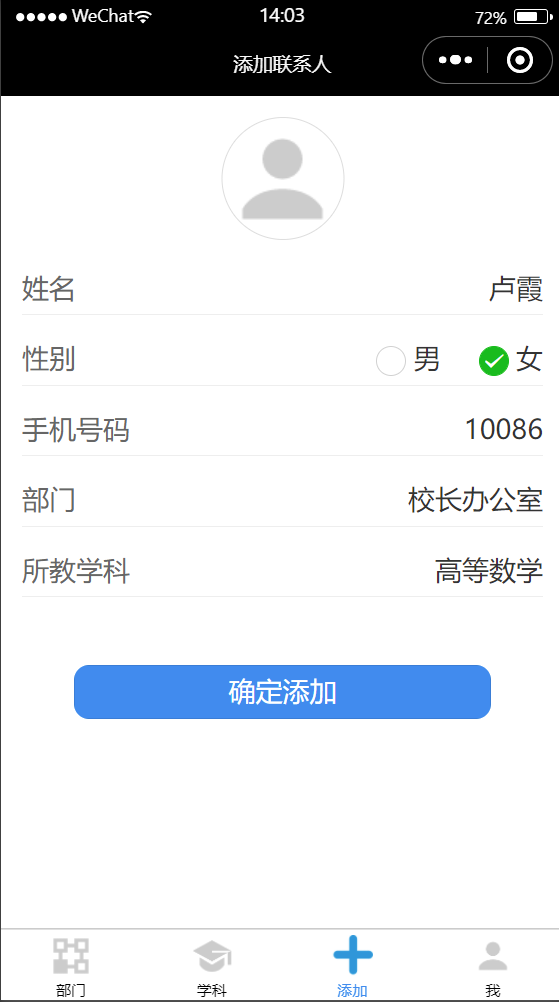 WeChat 14:03 72%
添加联系人
姓名 卢霞
性别 男 女
手机号码 10086
部门 校长办公室
所教学科 高等数学
确定添加
部门 学科 添加 我